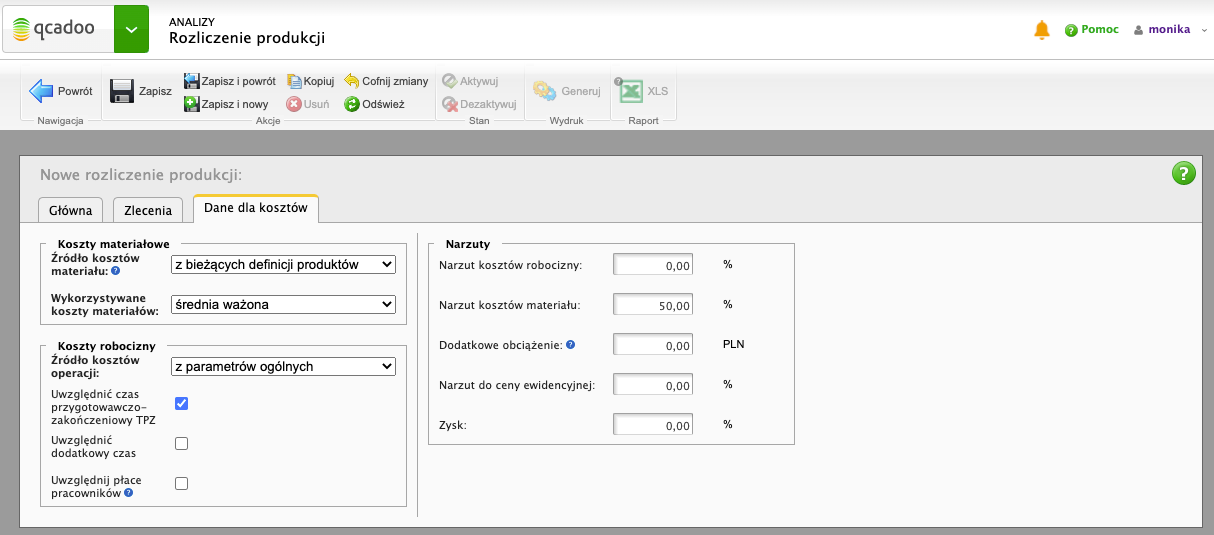 qcadoo
ANALIZY
Rozliczenie produkcji
Pomoc
monika
Powrót
Nawigacja
Zapisz
Zapisz i powrót
Kopiuj
Cofnij zmiany
Zapisz i nowy
Usuń
Odśwież
Akcje
Aktywuj
Dezaktywuj
Stan
Generuj
Wydruk
XLS
Raport
Nowe rozliczenie produkcji:
Główna
Zlecenia
Dane dla kosztów
Koszty materiałowe
Źródło kosztów
materiału:
z bieżących definicji produktów
Wykorzystywane
koszty materiałów:
średnia ważona
Koszty robocizny
Źródło kosztów
operacji:
z parametrów ogólnych
Uwzględnić czas
przygotowawczo-
zakończeniowy TPZ
Uwzględnić
dodatkowy czas
Uwzględnij płace
pracowników
Narzuty
Narzut kosztów robocizny: 0,00 %
Narzut kosztów materiału: 50,00 %
Dodatkowe obciążenie: 0,00 PLN
Narzut do ceny ewidencyjnej: 0,00 %
Zysk: 0,00 %